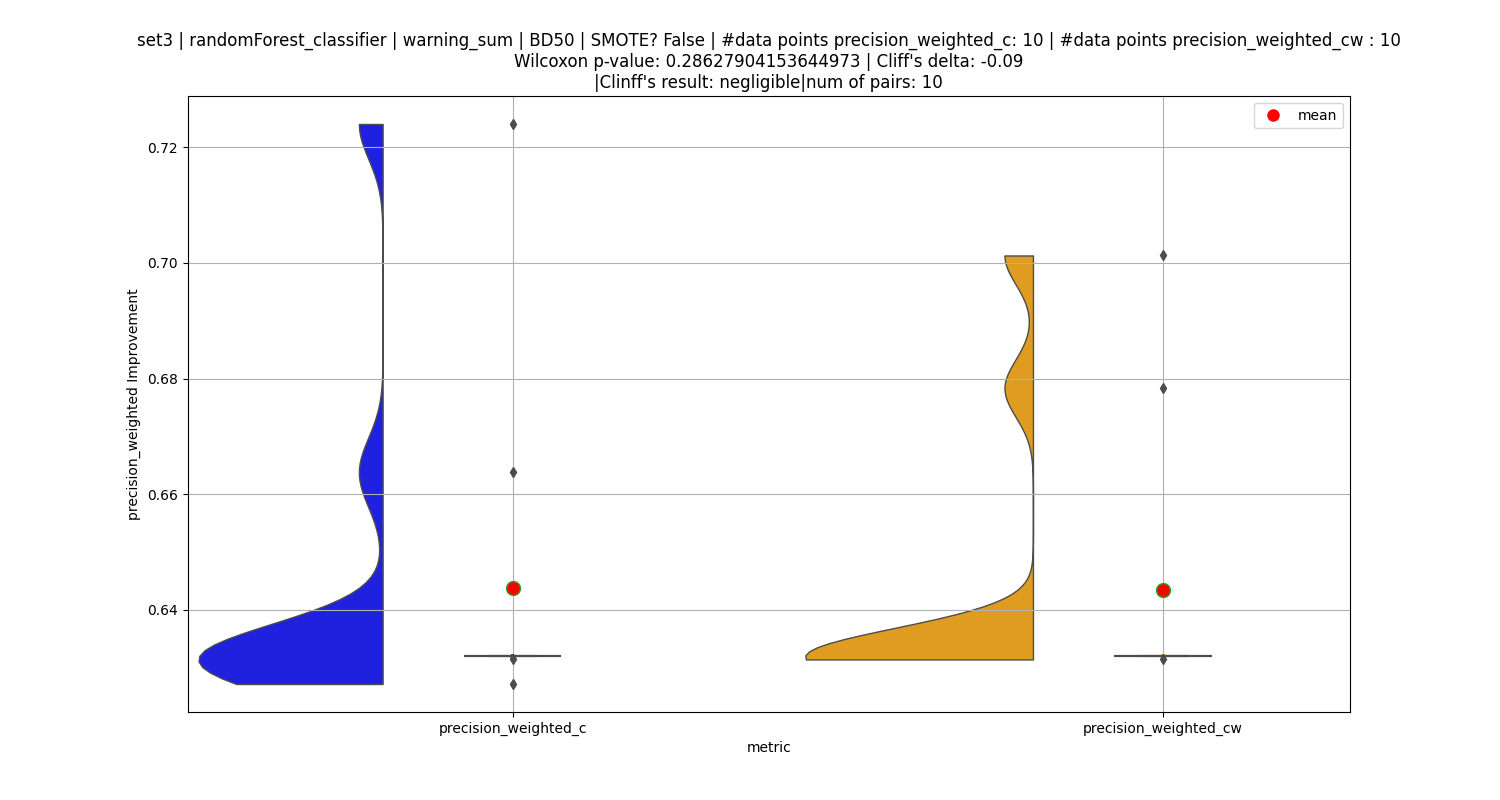 set3 | randomForest_classifier | warning_sum | BD50 | SMOTE? False | #data points precision_weighted_c: 10 | #data points precision_weighted_cw : 10
Wilcoxon p-value: 0.28627904153644973 | Cliff's delta: -0.09
|Clinff's result: negligible|num of pairs: 10
mean
0.72
0.70
0.68
0.66
0.64
precision_weighted Improvement
precision_weighted_c
precision_weighted_cw
metric